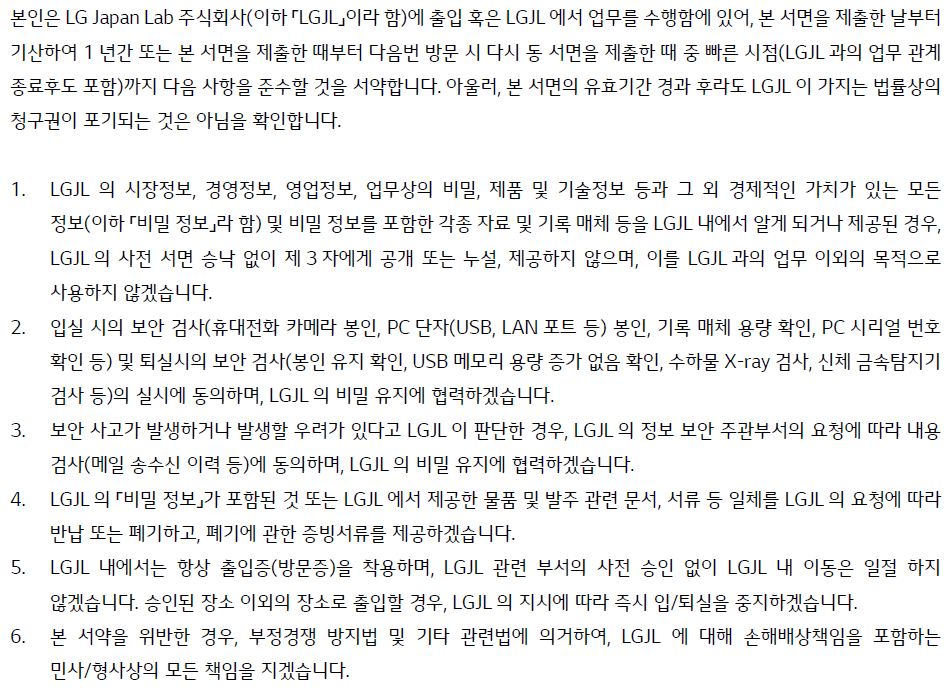 본인은 LG Japan Lab 주식회사(이하 ｢LGJL｣이라 함)에 출입 혹은 LGJL 에서 업무를 수행함에 있어, 본 서면을 제출한 날부터
기산하여 1 년간 또는 본 서면을 제출한 때부터 다음번 방문 시 다시 동 서면을 제출한 때 중 빠른 시점(LGJL 과의 업무 관계
종료후도 포함)까지 다음 사항을 준수할 것을 서약합니다. 아울러, 본 서면의 유효기간 경과 후라도 LGJL 이 가지는 법률상의
청구권이 포기되는 것은 아님을 확인합니다.
1. LGJL 의 시장정보, 경영정보, 영업정보, 업무상의 비밀, 제품 및 기술정보 등과 그 외 경제적인 가치가 있는 모든
정보(이하 ｢비밀 정보｣라 함) 및 비밀 정보를 포함한 각종 자료 및 기록 매체 등을 LGJL 내에서 알게 되거나 제공된 경우,
LGJL 의 사전 서면 승낙 없이 제 3 자에게 공개 또는 누설, 제공하지 않으며, 이를 LGJL 과의 업무 이외의 목적으로
사용하지 않겠습니다.
2. 입실 시의 보안 검사(휴대전화 카메라 봉인, PC 단자(USB, LAN 포트 등) 봉인, 기록 매체 용량 확인, PC 시리얼 번호
확인 등) 및 퇴실시의 보안 검사(봉인 유지 확인, USB 메모리 용량 증가 없음 확인, 수하물 X-ray 검사, 신체 금속탐지기
검사 등)의 실시에 동의하며, LGJL 의 비밀 유지에 협력하겠습니다.
3. 보안 사고가 발생하거나 발생할 우려가 있다고 LGJL 이 판단한 경우, LGJL 의 정보 보안 주관부서의 요청에 따라 내용
검사(메일 송수신 이력 등)에 동의하며, LGJL 의 비밀 유지에 협력하겠습니다.
4. LGJL 의 ｢비밀 정보｣가 포함된 것 또는 LGJL 에서 제공한 물품 및 발주 관련 문서, 서류 등 일체를 LGJL 의 요청에 따라
반납 또는 폐기하고, 폐기에 관한 증빙서류를 제공하겠습니다.
5. LGJL 내에서는 항상 출입증(방문증)을 착용하며, LGJL 관련 부서의 사전 승인 없이 LGJL 내 이동은 일절 하지
않겠습니다. 승인된 장소 이외의 장소로 출입할 경우, LGJL 의 지시에 따라 즉시 입/퇴실을 중지하겠습니다.
6. 본 서약을 위반한 경우, 부정경쟁 방지법 및 기타 관련법에 의거하여, LGJL 에 대해 손해배상책임을 포함하는
민사/형사상의 모든 책임을 지겠습니다.